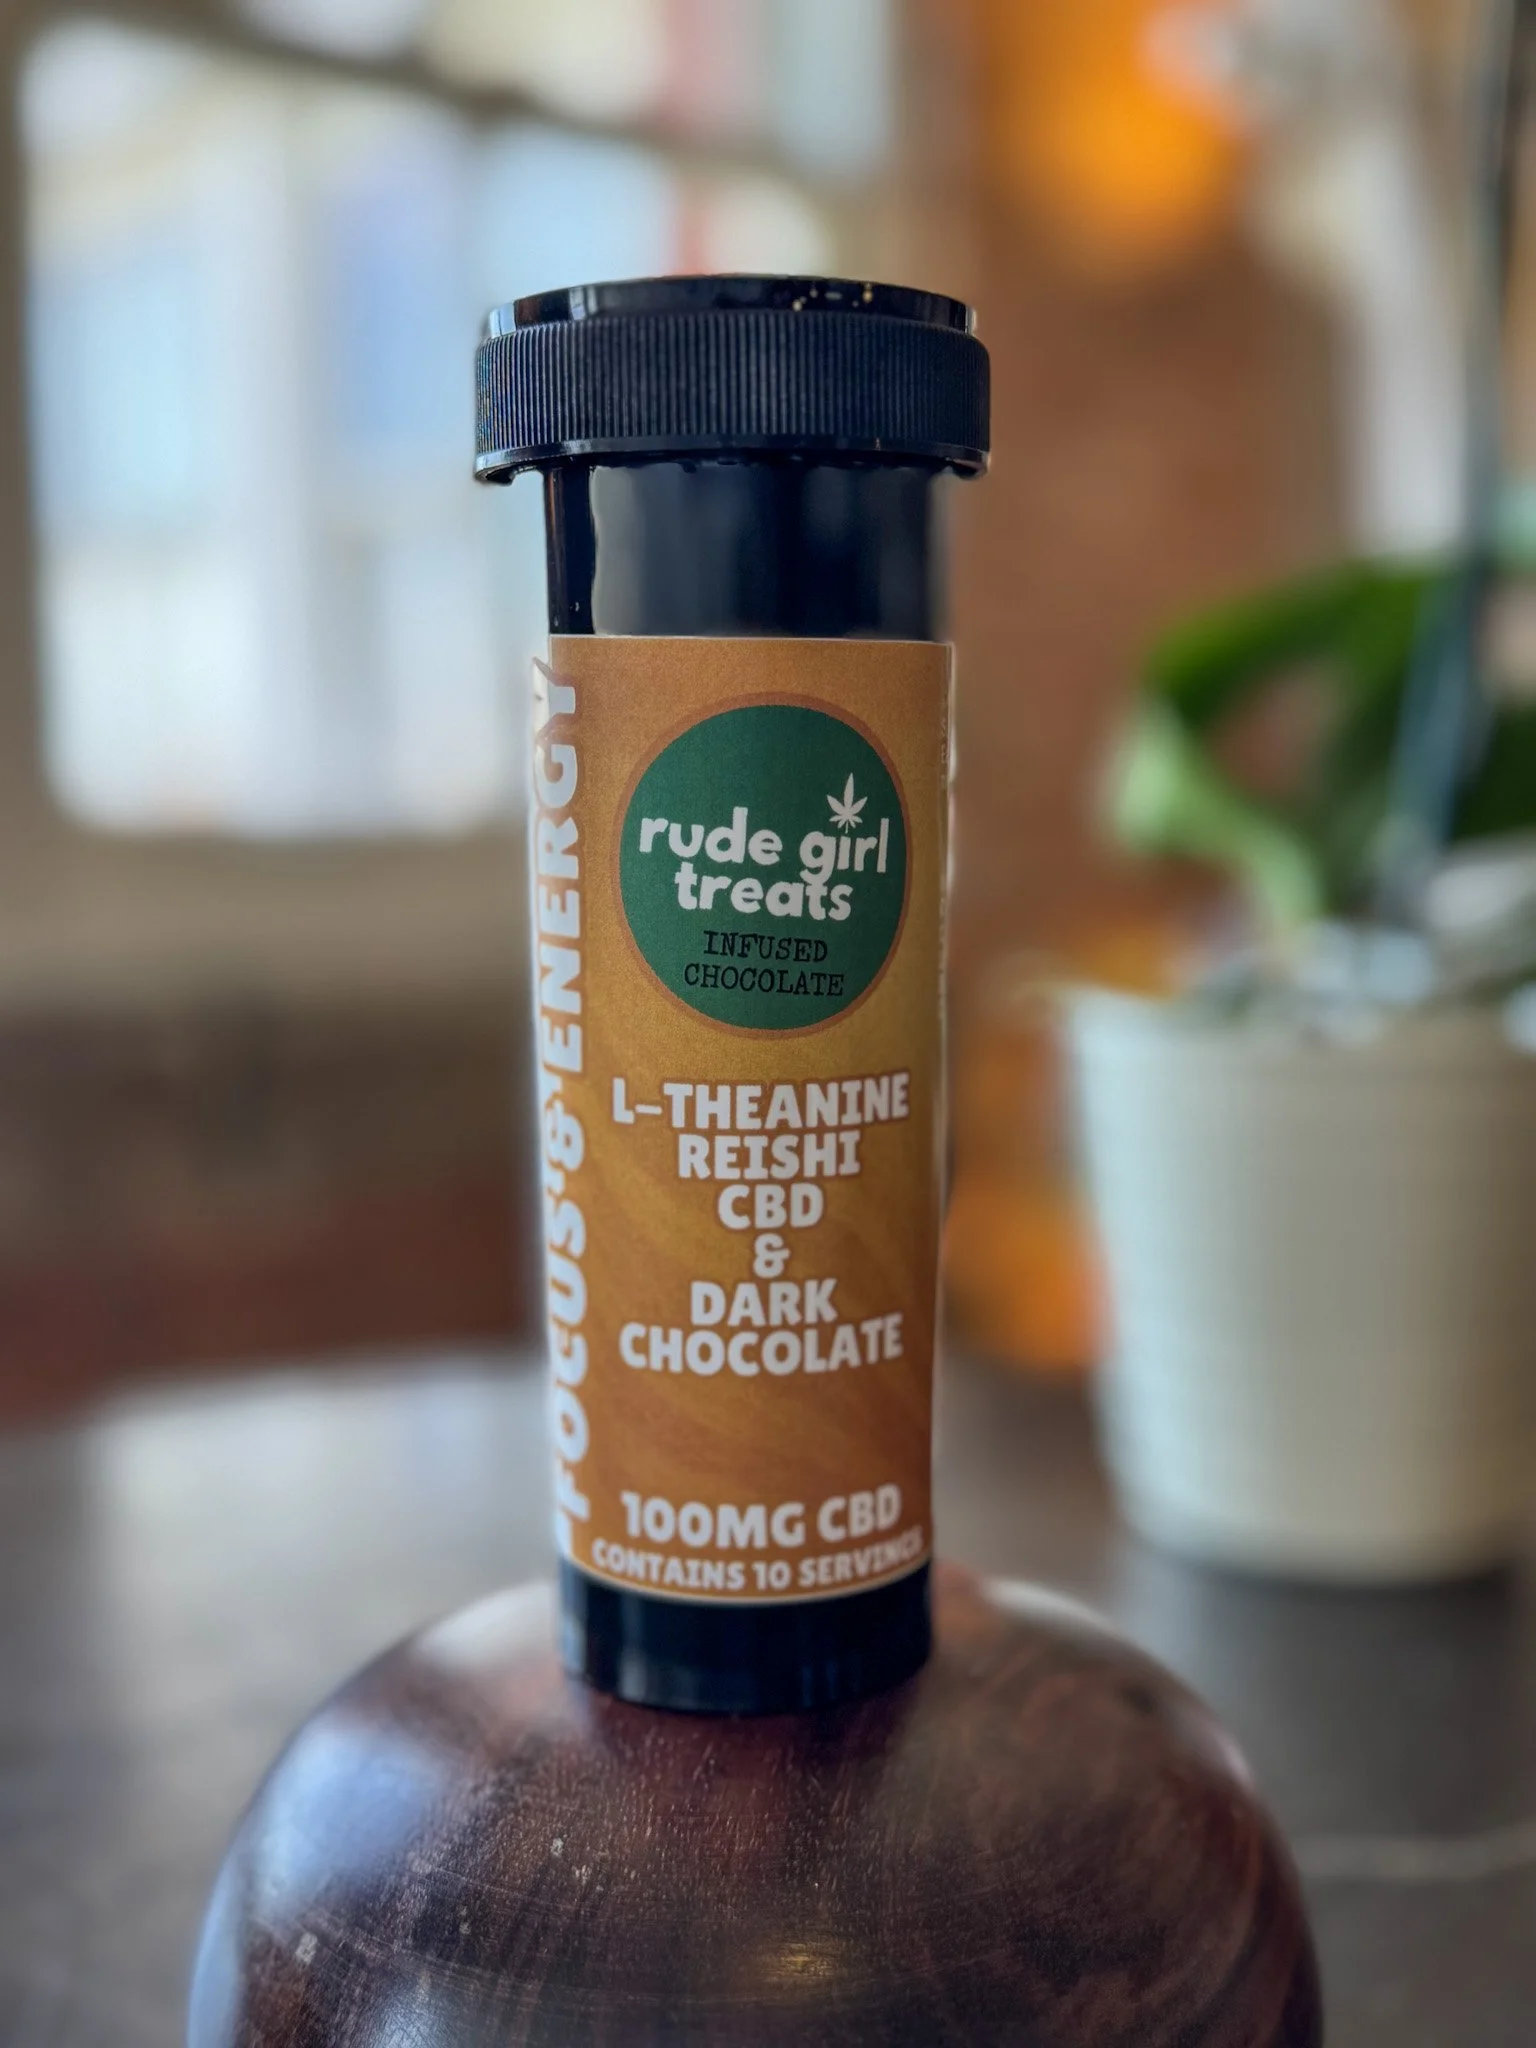 rude girl
treats
INFUSED
CHOCOLATE
L-THEANINE
REISHI
CBD
&
DARK
CHOCOLATE
100MG CBD
CONTAINS 10 SERVINGS
FOCUS & ENERGY